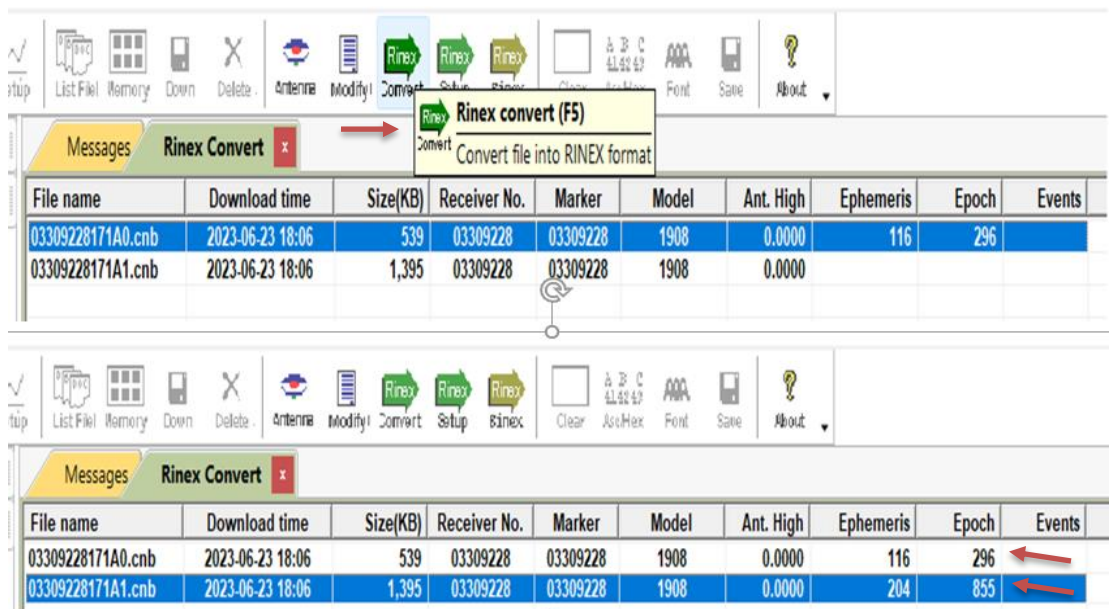 Rinex Rinex Rinex
A B C
List File Memory Down Delete . Antenna Modify Convert Font Save About
Rinex Rinex convert (F5)
Convert Convert file into RINEX format
Messages Rinex Convert x
File name Download time Size(KB) Receiver No. Marker Model Ant. High Ephemeris Epoch Events
03309228171A0.cnb 2023-06-23 18:06 539 03309228 03309228 1908 0.0000 116 296
03309228171A1.cnb 2023-06-23 18:06 1,395 03309228 03309228 1908 0.0000
Rinex Rinex Rinex
A B C
List File Memory Down Delete . Antenna Modify Convert Setup Binex Clear Asc/Hex Font Save About
Messages Rinex Convert x
File name Download time Size(KB) Receiver No. Marker Model Ant. High Ephemeris Epoch Events
03309228171A0.cnb 2023-06-23 18:06 539 03309228 03309228 1908 0.0000 116 296
03309228171A1.cnb 2023-06-23 18:06 1,395 03309228 03309228 1908 0.0000 204 855